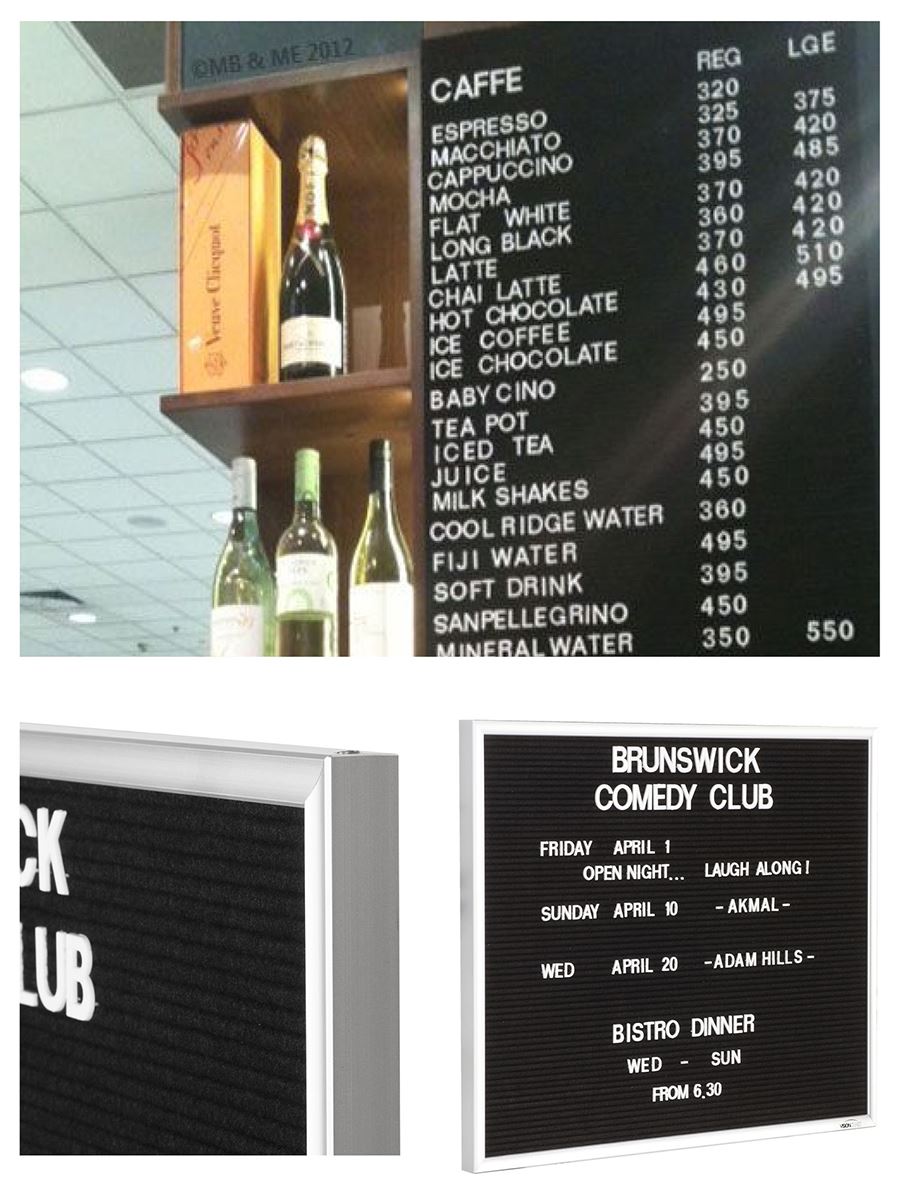 ©MB & ME 2012
Veuve Clicquot
REG LGE
CAFFE
ESPRESSO 320
MACCHIATO 325 375
CAPPUCCINO 370 420
MOCHA 395 485
FLAT WHITE 370 420
LONG BLACK 360 420
LATTE 370 420
CHAI LATTE 460 510
HOT CHOCOLATE 430 495
ICE COFFEE 495
ICE CHOCOLATE 450
BABY CINO 250
TEA POT 395
ICED TEA 450
JUICE 495
MILK SHAKES 450
COOL RIDGE WATER 360
FIJI WATER 495
SOFT DRINK 395
SANPELLEGRINO 450
MINERAL WATER 350 550
CK
LUB
BRUNSWICK
COMEDY CLUB
FRIDAY APRIL 1
OPEN NIGHT... LAUGH ALONG!
SUNDAY APRIL 10 -AKMAL-
WED APRIL 20 -ADAM HILLS-
BISTRO DINNER
WED - SUN
FROM 6.30